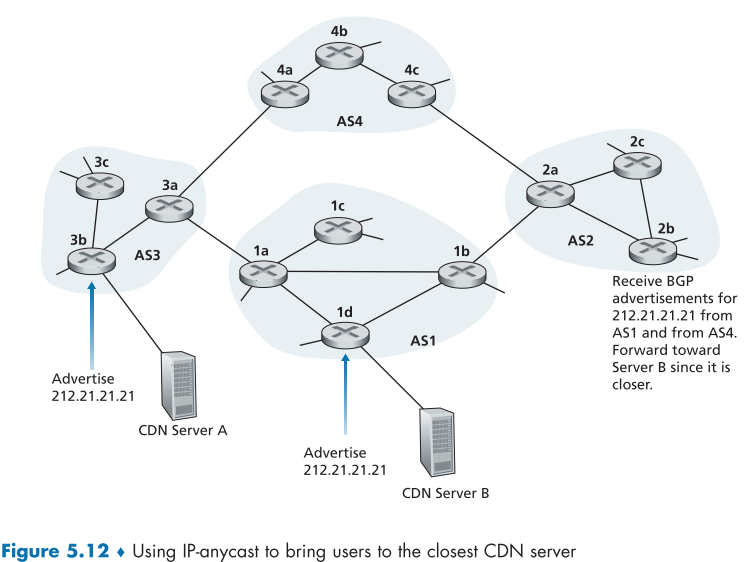 4b
4a
4c
AS4
2c
3c
3a
2a
1c
3b
AS3
1a
1b
AS2
2b
1d
AS1
Receive BGP
advertisements for
212.21.21.21 from
AS1 and from AS4.
Forward toward
Server B since it is
closer.
Advertise
212.21.21.21
CDN Server A
Advertise
212.21.21.21
CDN Server B
Figure 5.12 ♦ Using IP-anycast to bring users to the closest CDN server